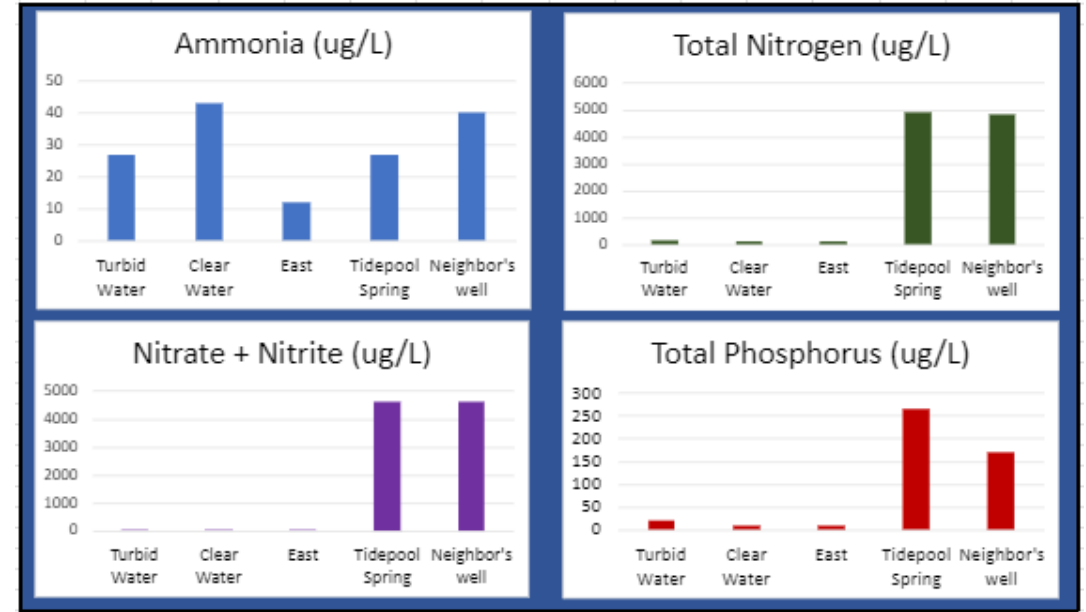 Ammonia (ug/L)
50
40
30
20
10
0
Turbid Water
Clear Water
East
Tidepool Spring
Neighbor's well
Total Nitrogen (ug/L)
6000
5000
4000
3000
2000
1000
0
Turbid Water
Clear Water
East
Tidepool Spring
Neighbor's well
Nitrate + Nitrite (ug/L)
5000
4000
3000
2000
1000
0
Turbid Water
Clear Water
East
Tidepool Spring
Neighbor's well
Total Phosphorus (ug/L)
300
250
200
150
100
50
0
Turbid Water
Clear Water
East
Tidepool Spring
Neighbor's well